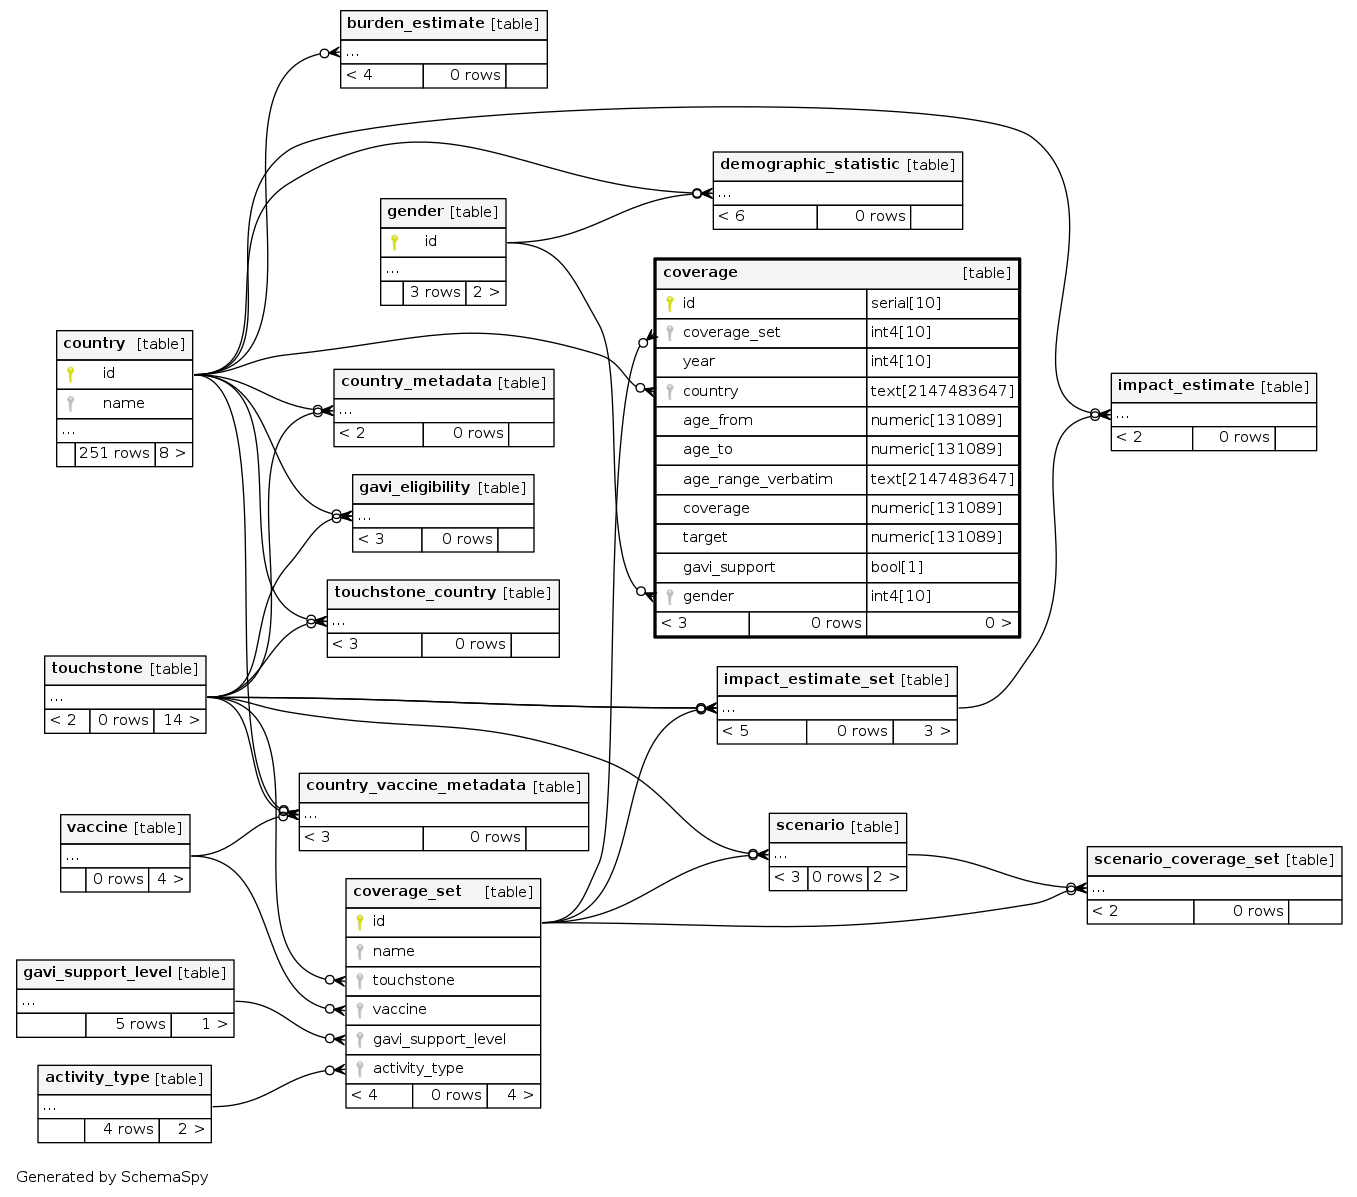 burden_estimate [table]
...
< 4 0 rows
demographic_statistic [table]
...
< 6 0 rows
gender [table]
id
...
3 rows 2 >
coverage [table]
id serial[10]
coverage_set int4[10]
year int4[10]
country text[2147483647]
age_from numeric[131089]
age_to numeric[131089]
age_range_verbatim text[2147483647]
coverage numeric[131089]
target numeric[131089]
gavi_support bool[1]
gender int4[10]
< 3 0 rows 0 >
country [table]
id
name
...
251 rows 8 >
country_metadata [table]
...
< 2 0 rows
impact_estimate [table]
...
< 2 0 rows
gavi_eligibility [table]
...
< 3 0 rows
touchstone_country [table]
...
< 3 0 rows
touchstone [table]
...
< 2 0 rows 14 >
impact_estimate_set [table]
...
< 5 0 rows 3 >
country_vaccine_metadata [table]
...
< 3 0 rows
vaccine [table]
...
0 rows 4 >
scenario [table]
...
< 3 0 rows 2 >
scenario_coverage_set [table]
...
< 2 0 rows
coverage_set [table]
id
name
touchstone
vaccine
gavi_support_level
activity_type
< 4 0 rows 4 >
gavi_support_level [table]
...
5 rows 1 >
activity_type [table]
...
4 rows 2 >
Generated by SchemaSpy